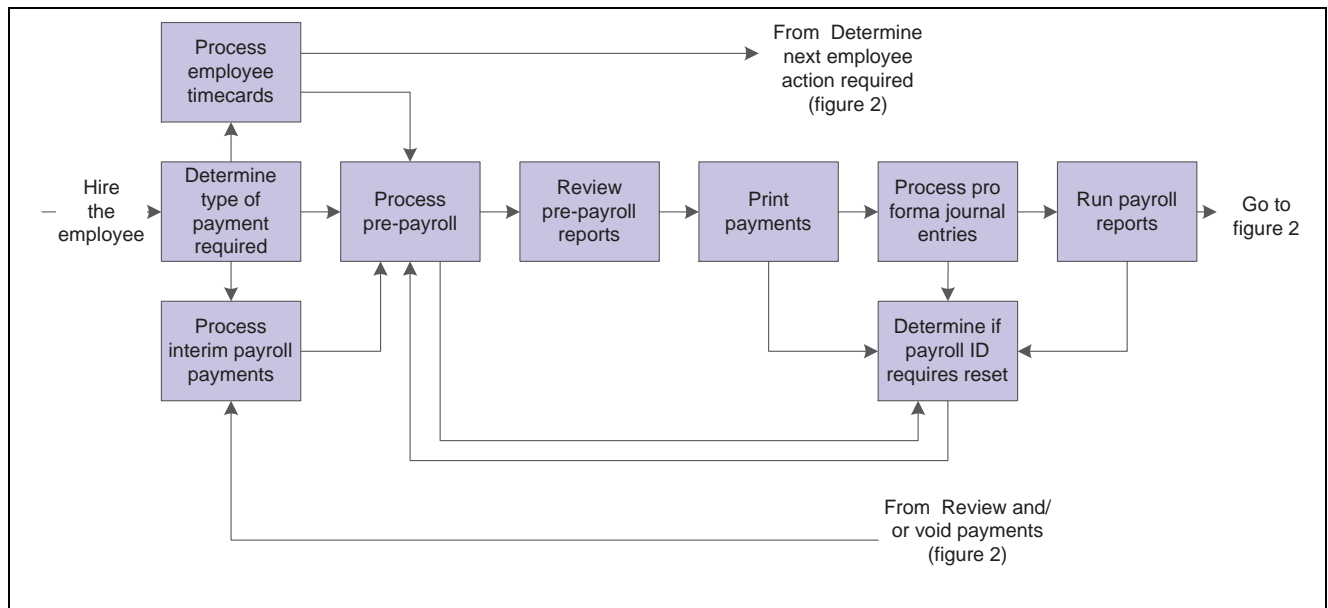 Process
employee
timecards
From Determine
next employee
action required
(figure 2)
Hire
the
employee
Determine
type of
payment
required
Process
pre-payroll
Review
pre-payroll
reports
Print
payments
Process pro
forma journal
entries
Run payroll
reports
Go to
figure 2
Process
interim payroll
payments
Determine if
payroll ID
requires reset
From Review and/
or void payments
(figure 2)